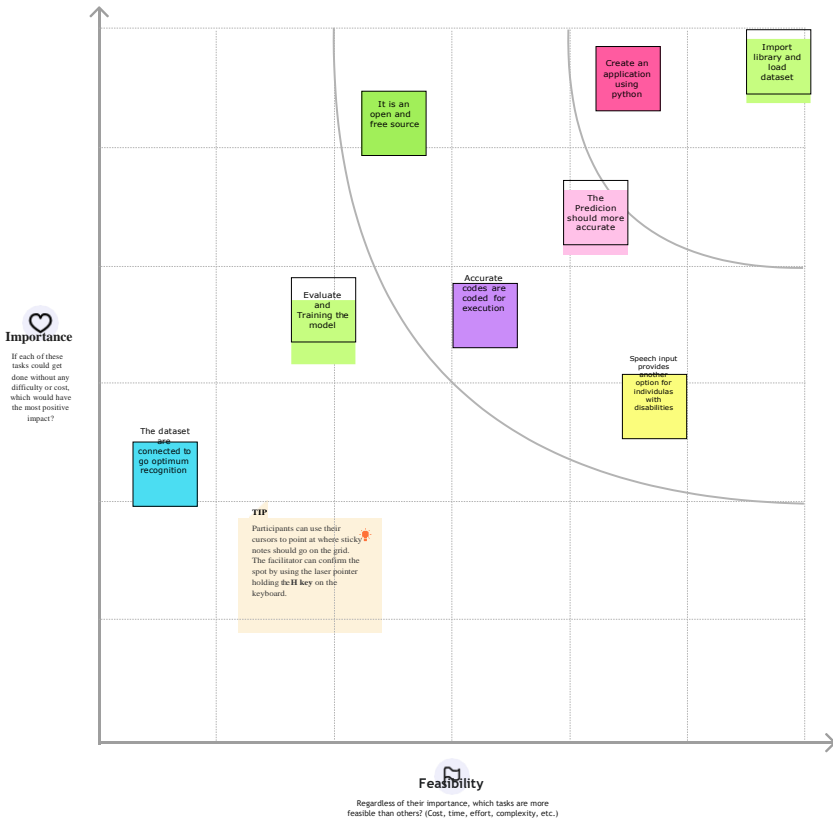 Import
library and
load
dataset
Create an
application
using
python
It is an
open and
free source
The
Predicion
should more
accurate
Accurate
codes are
coded for
execution
Evaluate
and
Training the
model
Importance
If each of these
tasks could get
done without any
difficulty or cost,
which would have
the most positive
impact?
Speech input
provides
another
option for
individulas
with
disabilities
The dataset
are
connected to
go optimum
recognition
TIP
Participants can use their
cursors to point at where sticky
notes should go on the grid.
The facilitator can confirm the
spot by using the laser pointer
holding the H key on the
keyboard.
Feasibility
Regardless of their importance, which tasks are more
feasible than others? (Cost, time, effort, complexity, etc.)